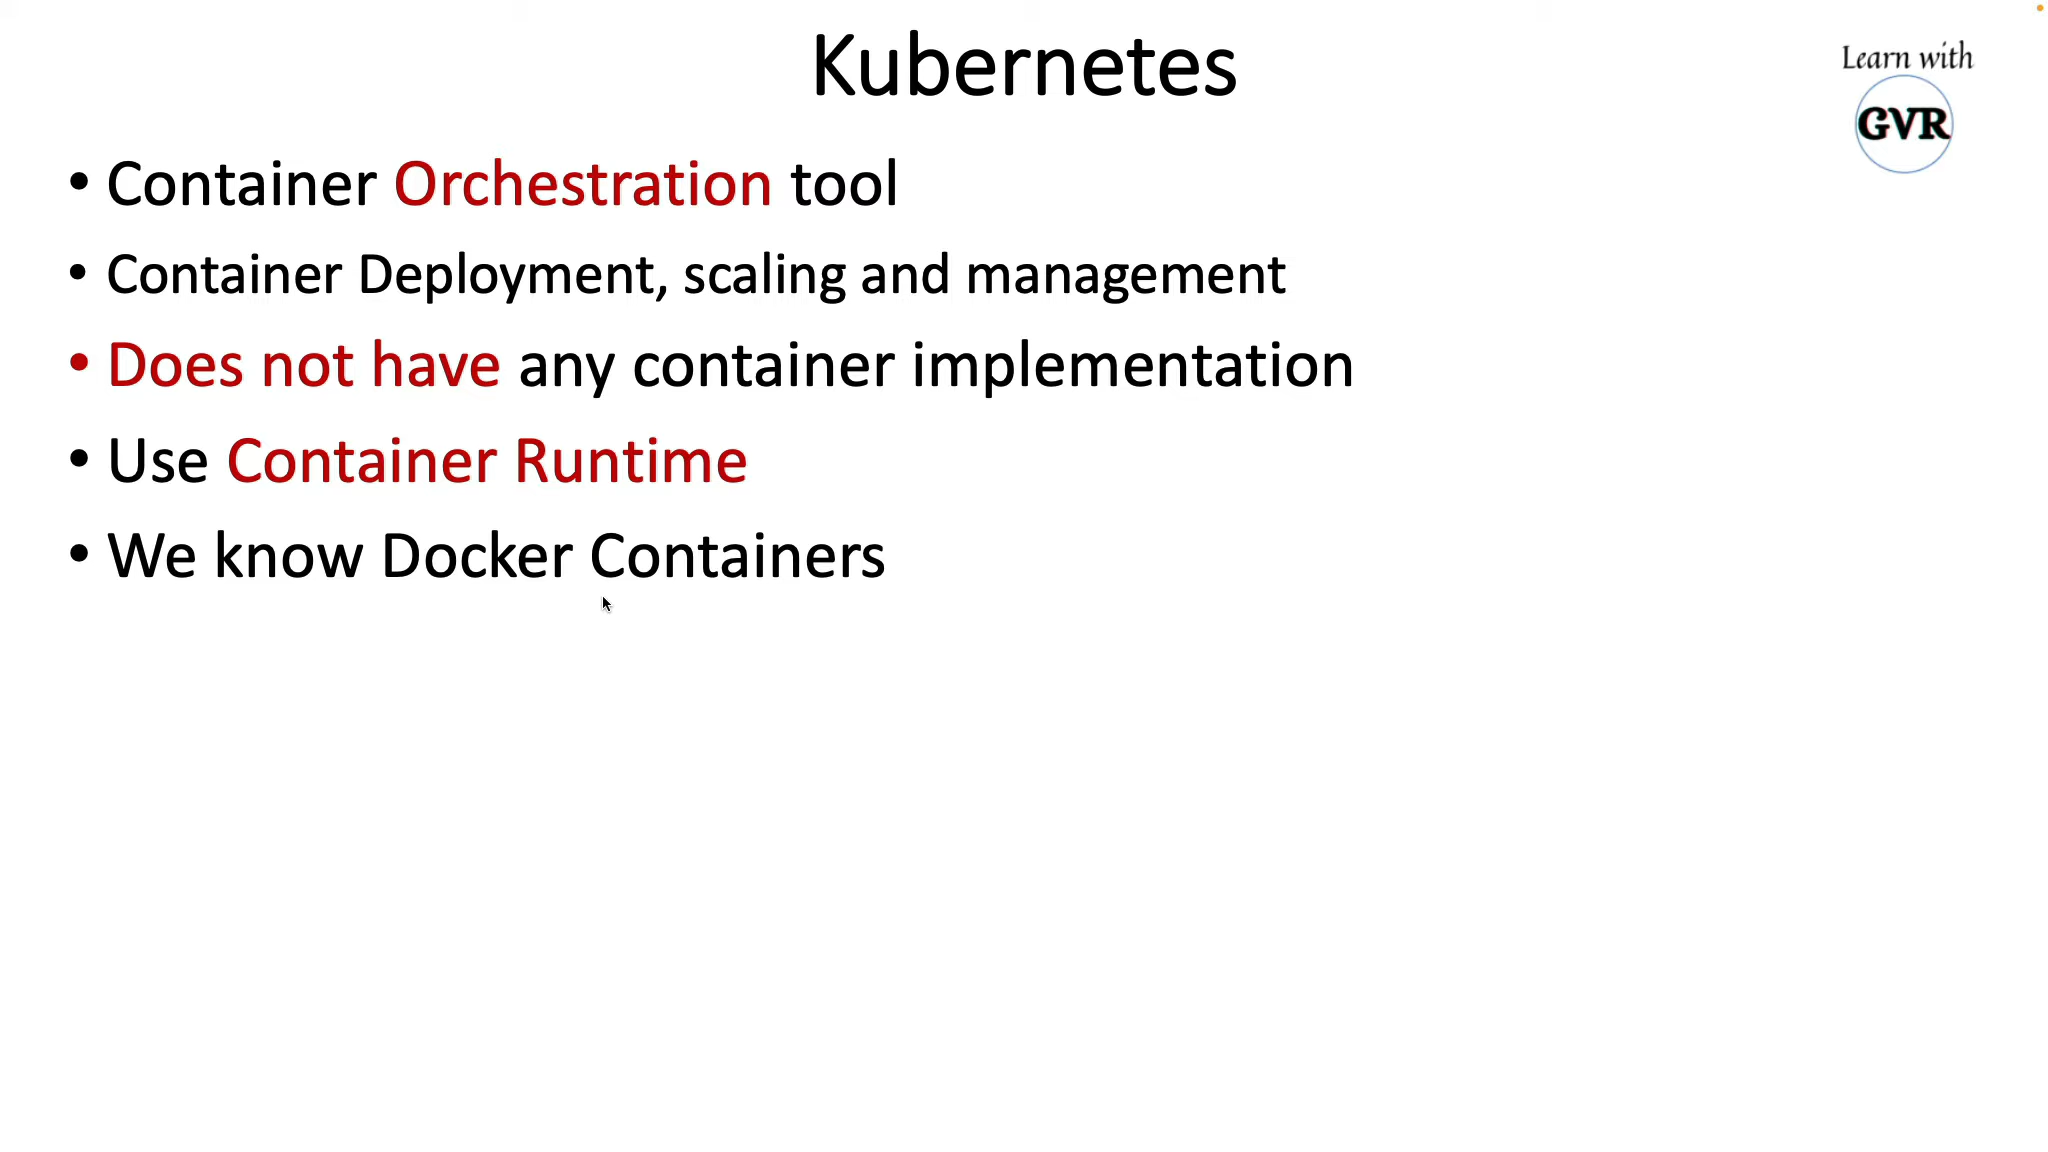 Kubernetes
Learn with
GVR
• Container Orchestration tool
• Container Deployment, scaling and management
• Does not have any container implementation
• Use Container Runtime
• We know Docker Containers